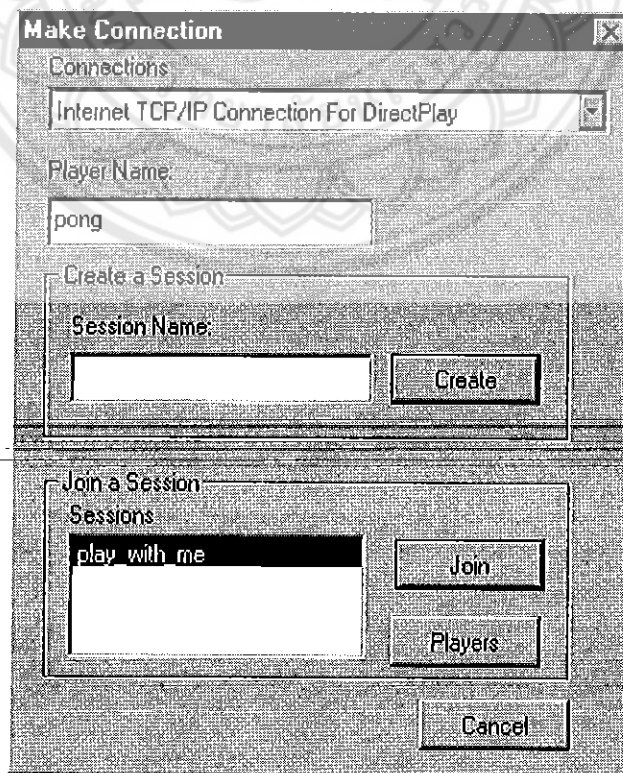 Make Connection
Connections
Internet TCP/IP Connection For DirectPlay
Player Name:
pong
Create a Session
Session Name:
Create
Join a Session
Sessions
play_with_me
Join
Players
Cancel